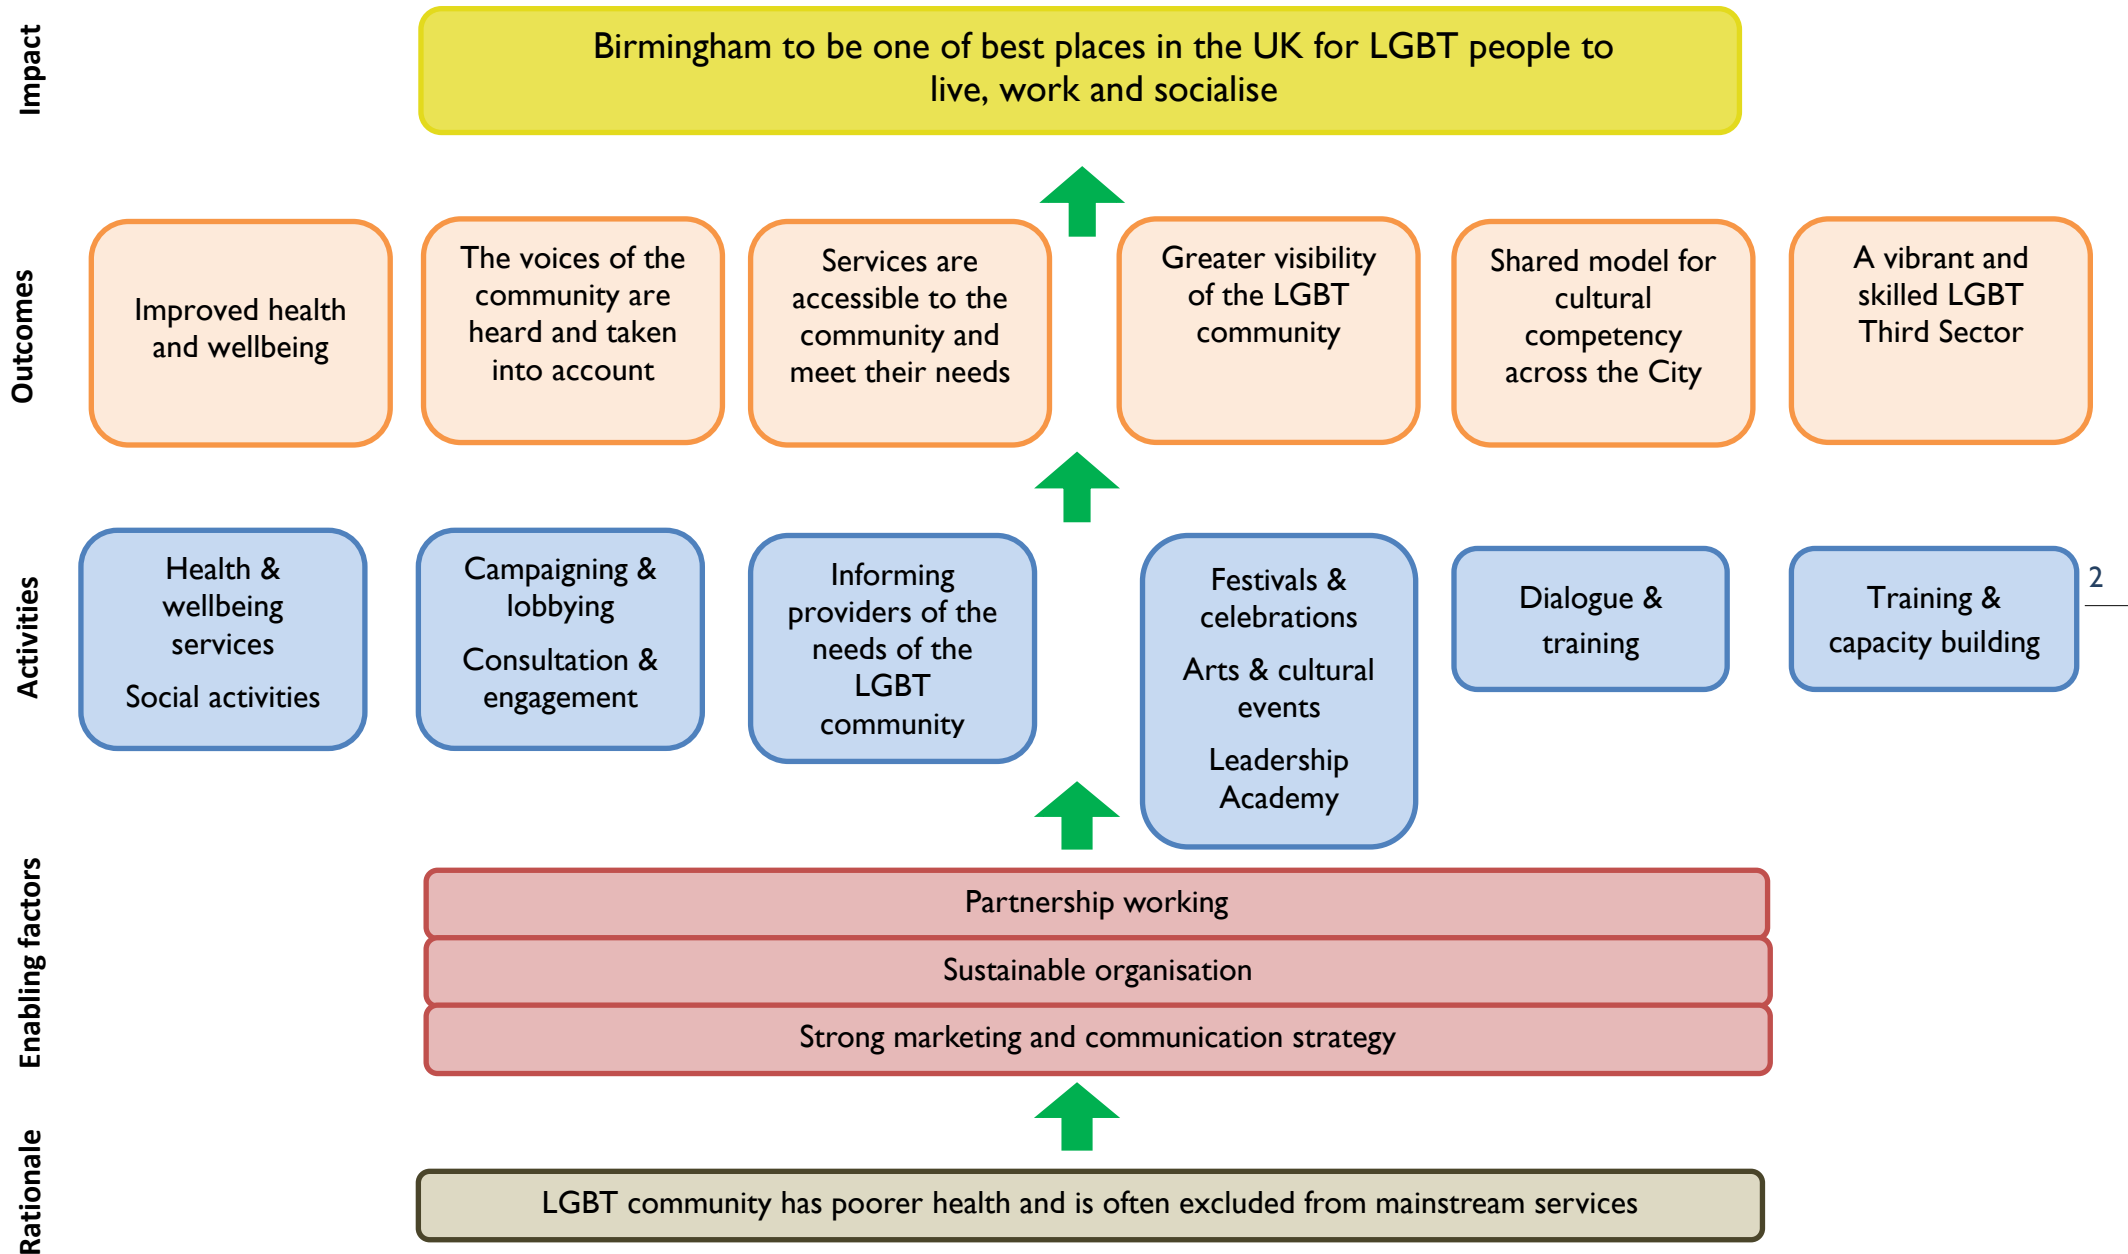 Impact
Birmingham to be one of best places in the UK for LGBT people to
live, work and socialise
Outcomes
Improved health
and wellbeing
The voices of the
community are
heard and taken
into account
Services are
accessible to the
community and
meet their needs
Greater visibility
of the LGBT
community
Shared model for
cultural
competency
across the City
A vibrant and
skilled LGBT
Third Sector
Activities
Health &
wellbeing
services
Social activities
Campaigning &
lobbying
Consultation &
engagement
Informing
providers of the
needs of the
LGBT
community
Festivals &
celebrations
Arts & cultural
events
Leadership
Academy
Dialogue &
training
Training &
capacity building
2
Enabling factors
Partnership working
Sustainable organisation
Strong marketing and communication strategy
Rationale
LGBT community has poorer health and is often excluded from mainstream services